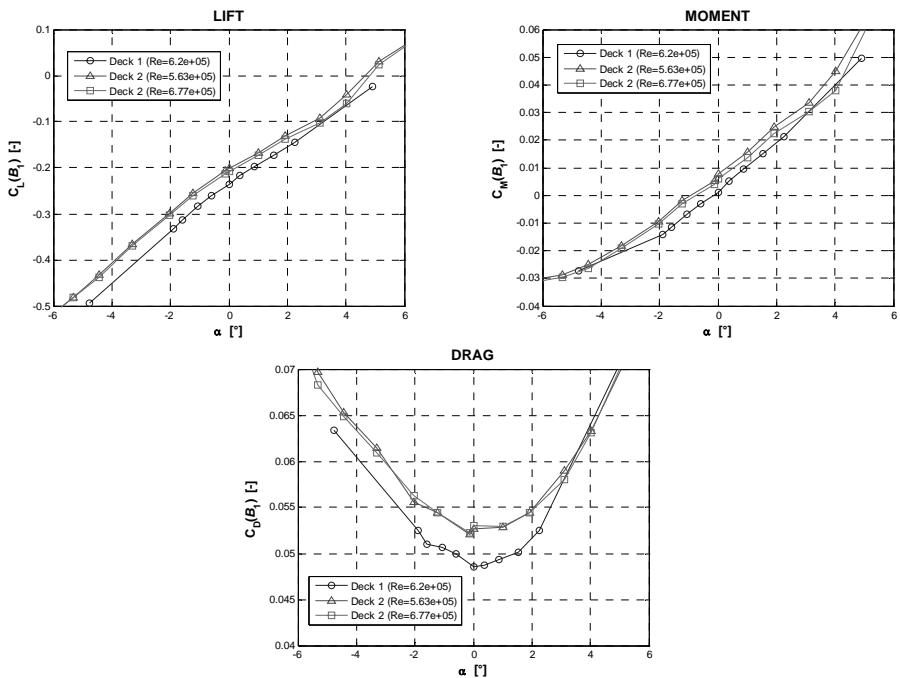 LIFT
0.1
0
-0.1
-0.2
-0.3
-0.4
-0.5
-6 -4 -2 0 2 4 6
C_L(B_1) [-]
α [°]
Deck 1 (Re=6.2e+05)
Deck 2 (Re=5.63e+05)
Deck 2 (Re=6.77e+05)
MOMENT
0.06
0.05
0.04
0.03
0.02
0.01
0
-0.01
-0.02
-0.03
-0.04
-6 -4 -2 0 2 4 6
C_M(B_1) [-]
α [°]
Deck 1 (Re=6.2e+05)
Deck 2 (Re=5.63e+05)
Deck 2 (Re=6.77e+05)
DRAG
0.07
0.065
0.06
0.055
0.05
0.045
0.04
-6 -4 -2 0 2 4 6
C_D(B_1) [-]
α [°]
Deck 1 (Re=6.2e+05)
Deck 2 (Re=5.63e+05)
Deck 2 (Re=6.77e+05)